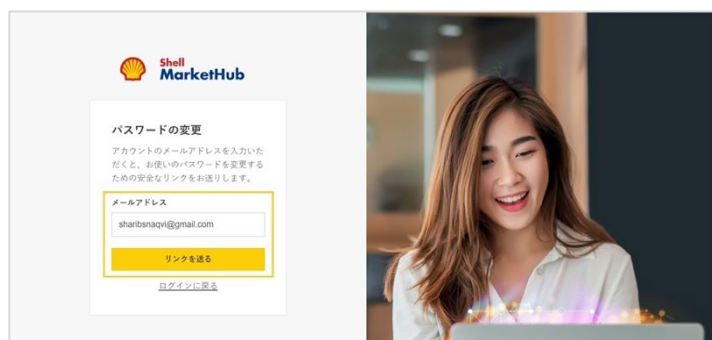 Shell
MarketHub
パスワードの変更
アカウントのメールアドレスを入力いた
だくと、お使いのパスワードを変更する
ための安全なリンクをお送りします。
メールアドレス
sharibsnaqvi@gmail.com
リンクを送る
ログインに戻る